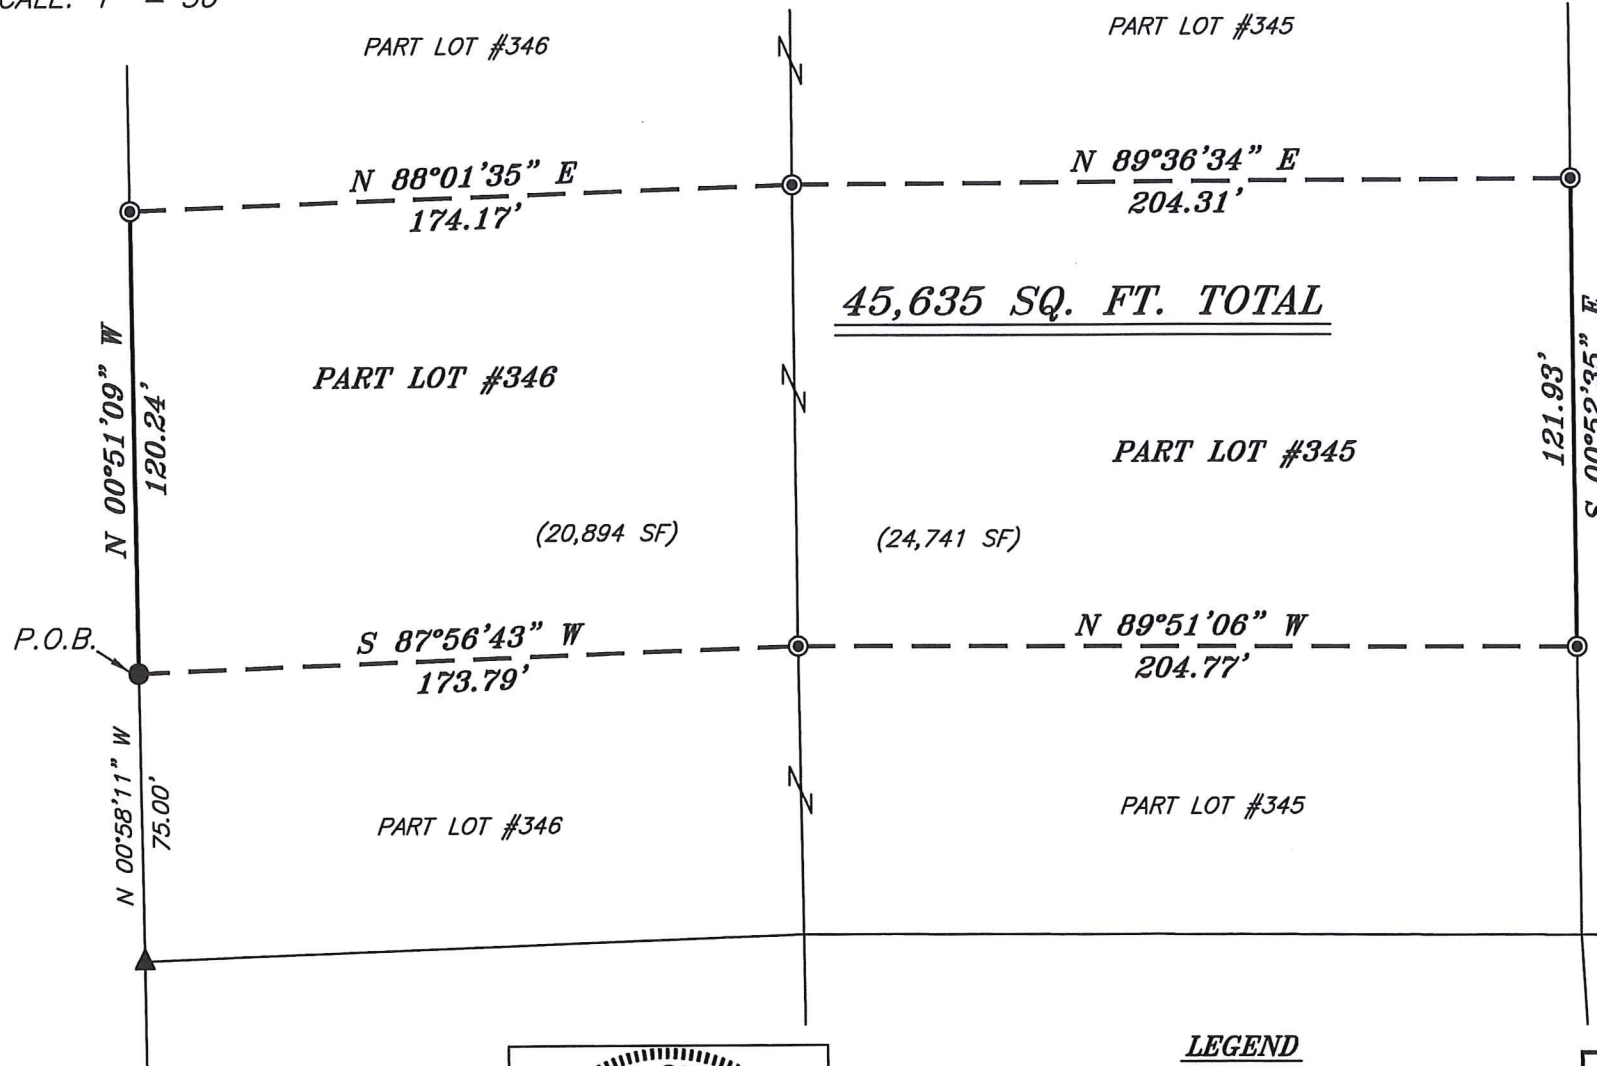 PART LOT #346
PART LOT #345
N 88°01'35" E
174.17'
N 89°36'34" E
204.31'
45,635 SQ. FT. TOTAL
N 00°51'09" W
120.24'
PART LOT #346
121.93'
S 00°52'35" E
PART LOT #345
(20,894 SF)
(24,741 SF)
P.O.B.
S 87°56'43" W
173.79'
N 89°51'06" W
204.77'
N 00°58'11" W
75.00'
PART LOT #346
PART LOT #345
LEGEND